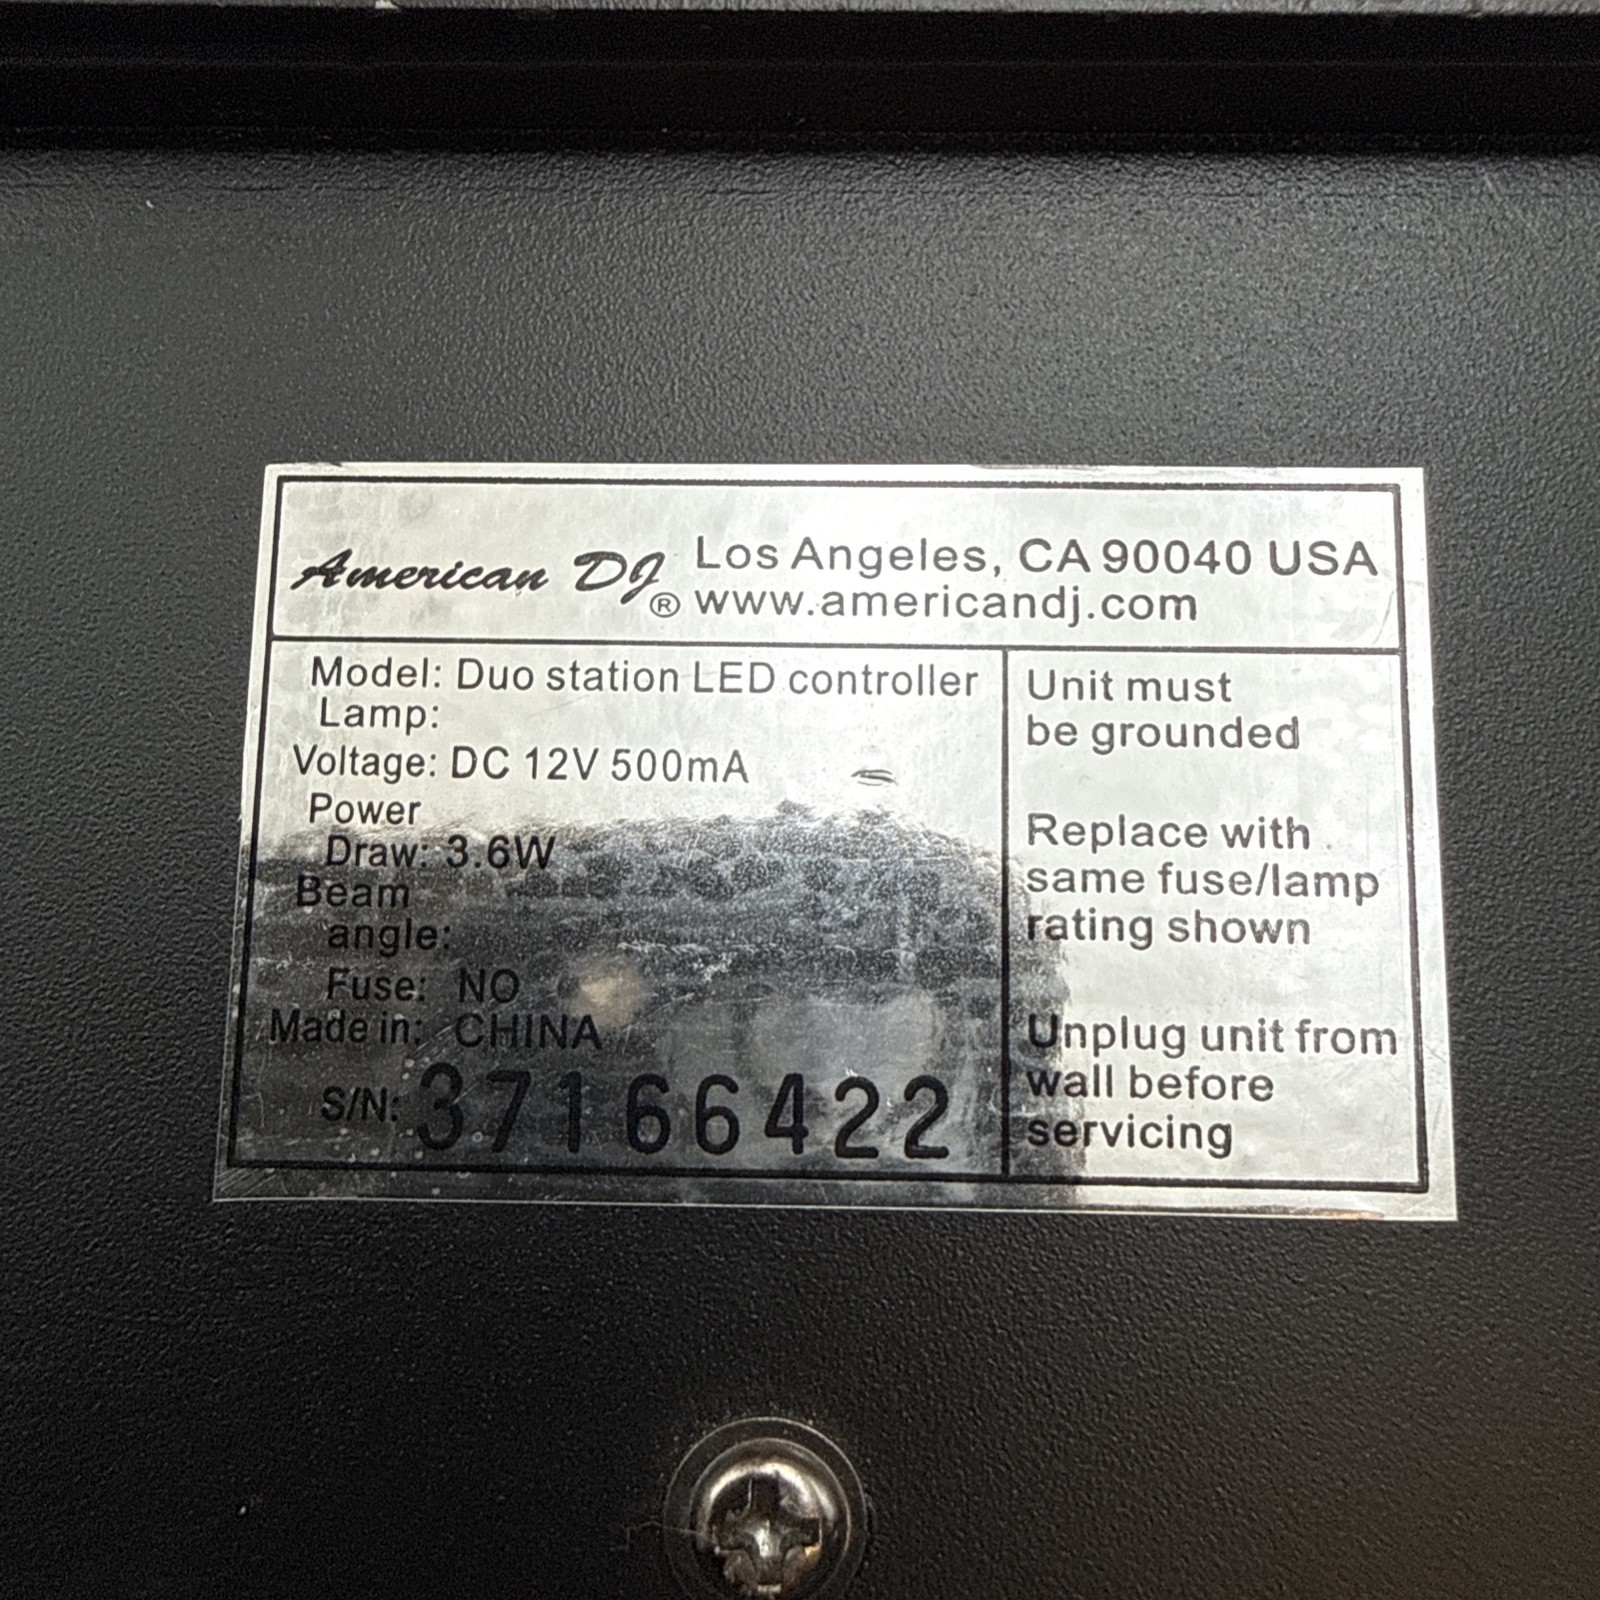 American DJ® Los Angeles, CA 90040 USA
www.americandj.com
Model: Duo station LED controller
Lamp:
Voltage: DC 12V 500mA
Power
Draw: 3.6W
Beam
angle:
Fuse: NO
Made in: CHINA
S/N: 37166422
Unit must
be grounded
Replace with
same fuse/lamp
rating shown
Unplug unit from
wall before
servicing